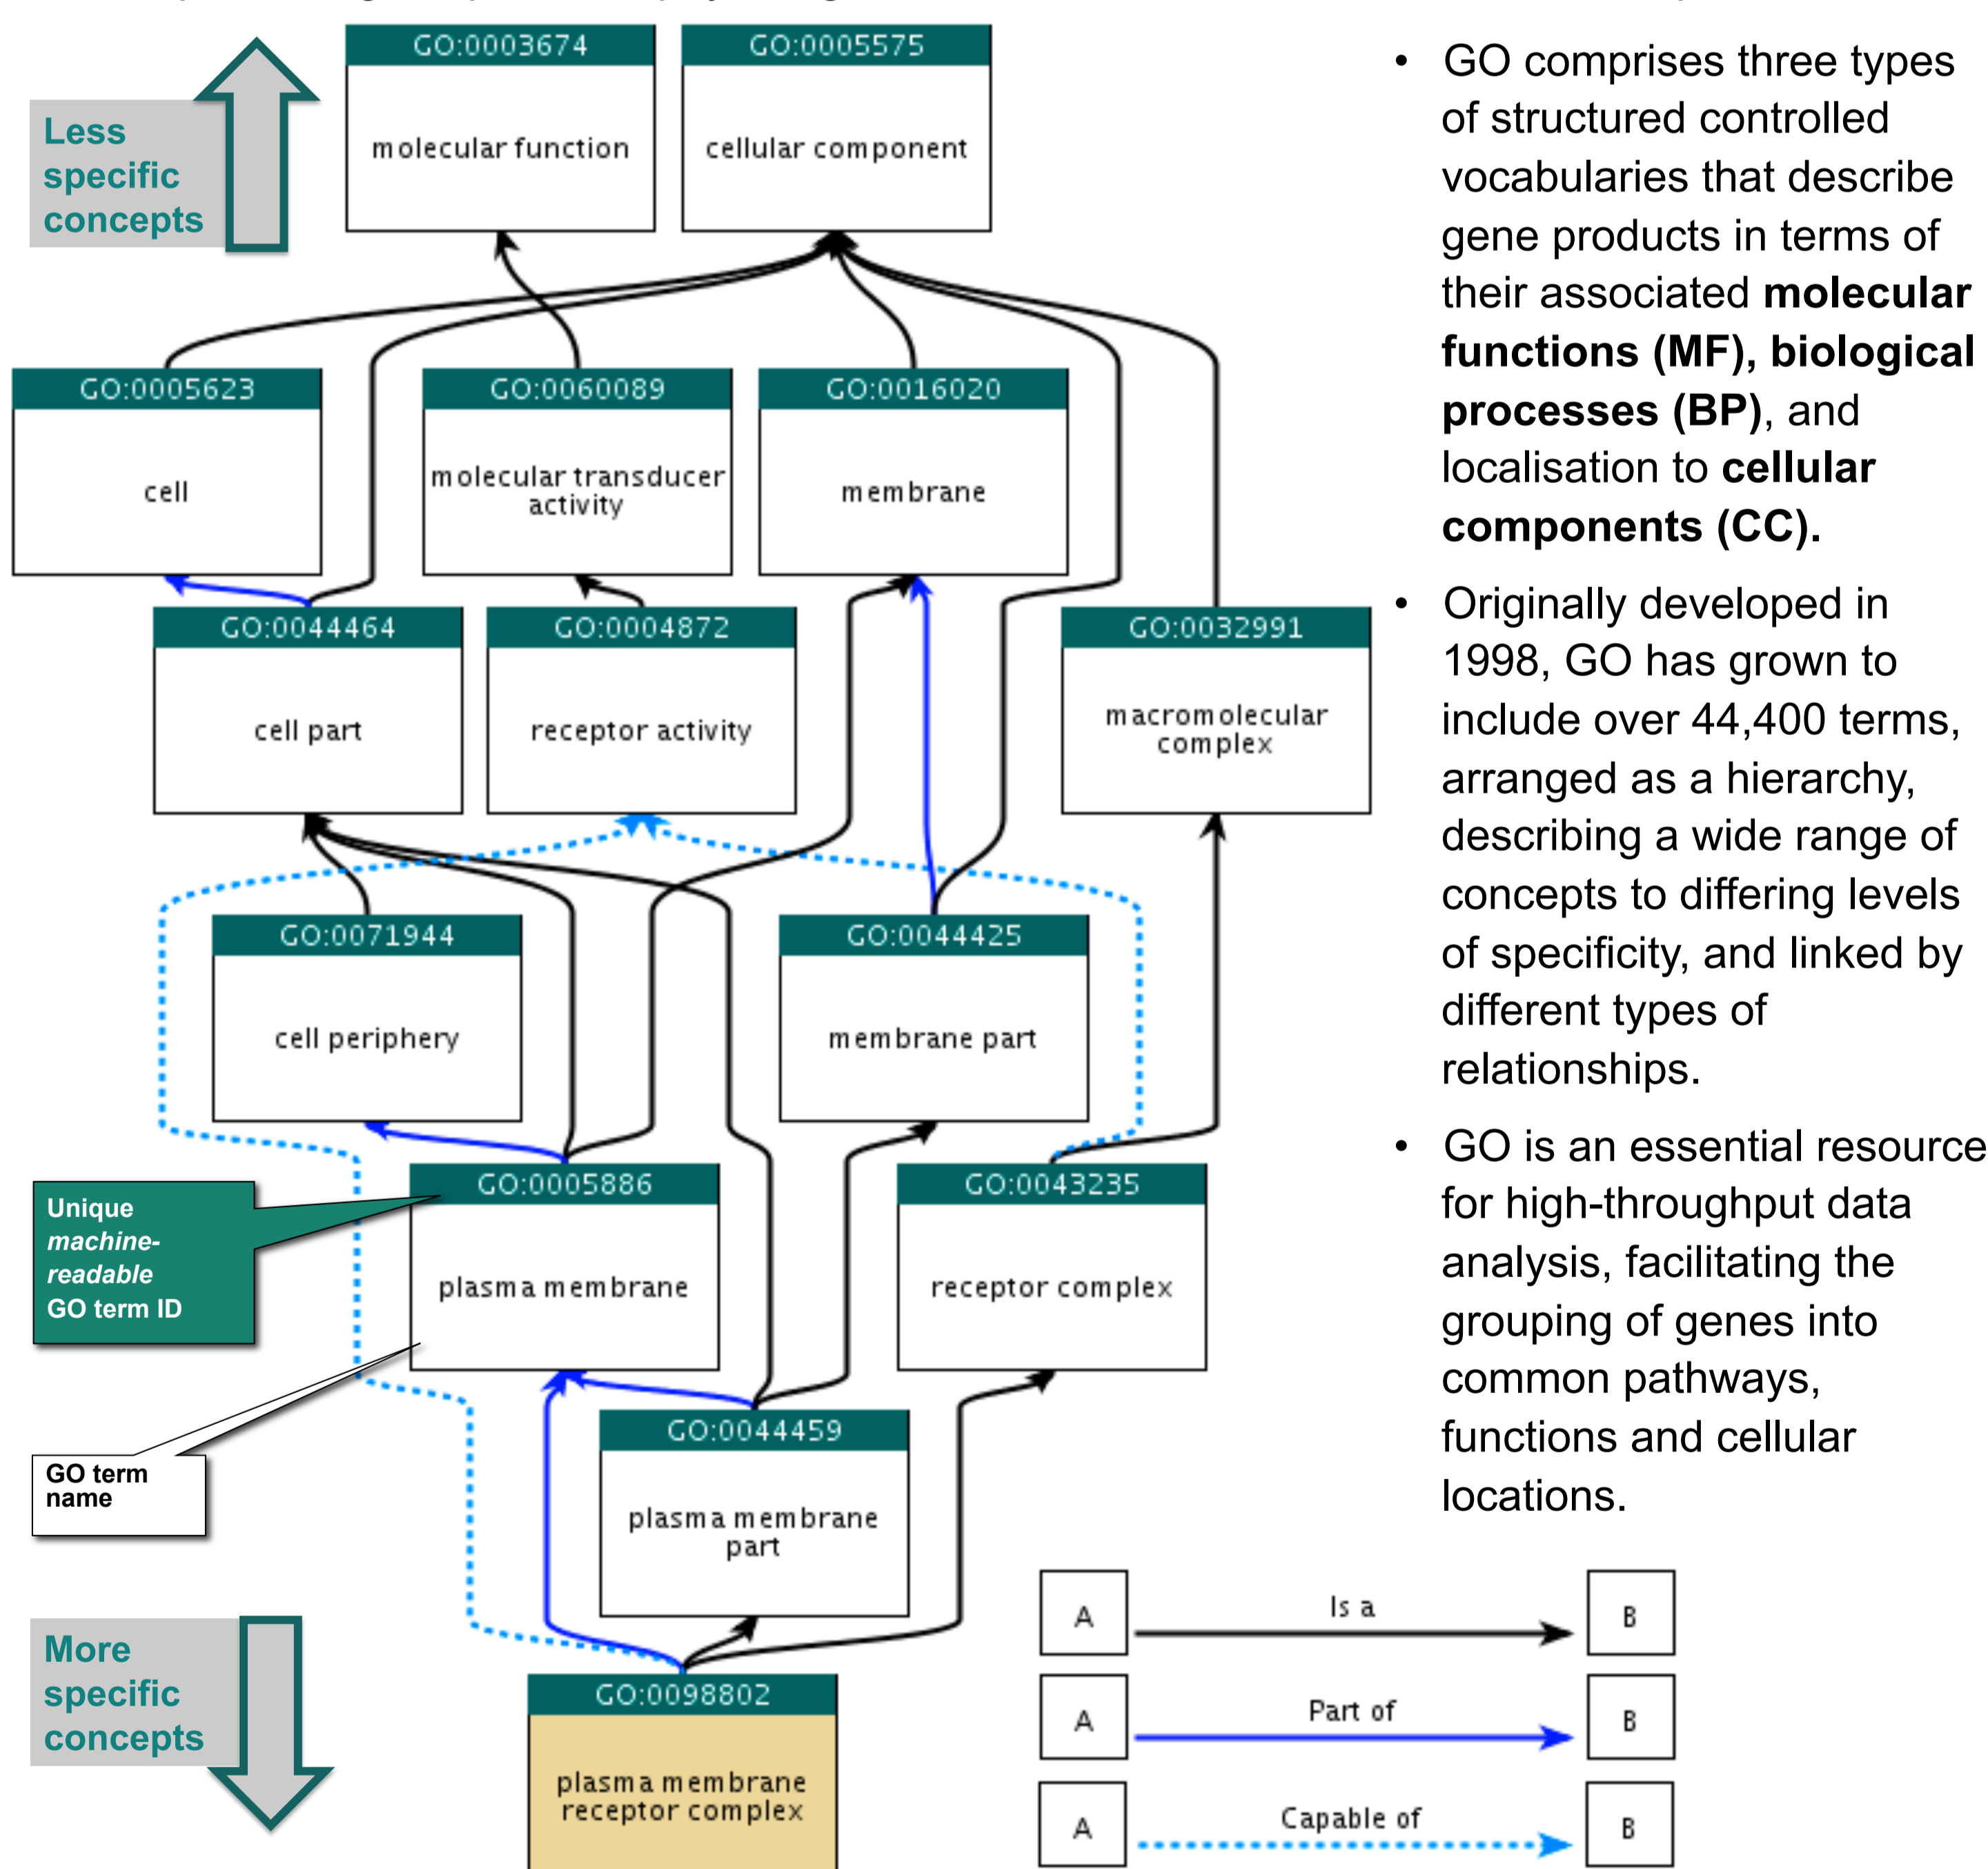 GO:0003674
molecular function
GO:0005575
cellular component
Less
specific
concepts
GO:0005623
cell
GO:0060089
molecular transducer
activity
GO:0016020
membrane
GO:0044464
cell part
GO:0004872
receptor activity
GO:0032991
macromolecular
complex
GO:0071944
cell periphery
GO:0044425
membrane part
GO:0005886
plasma membrane
GO:0043235
receptor complex
Unique
machine-
readable
GO term ID
GO term
name
GO:0044459
plasma membrane
part
More
specific
concepts
GO:0098802
plasma membrane
receptor complex
A
Is a
B
A
Part of
B
A
Capable of
B
• GO comprises three types
of structured controlled
vocabularies that describe
gene products in terms of
their associated molecular
functions (MF), biological
processes (BP), and
localisation to cellular
components (CC).
• Originally developed in
1998, GO has grown to
include over 44,400 terms,
arranged as a hierarchy,
describing a wide range of
concepts to differing levels
of specificity, and linked by
different types of
relationships.
• GO is an essential resource
for high-throughput data
analysis, facilitating the
grouping of genes into
common pathways,
functions and cellular
locations.